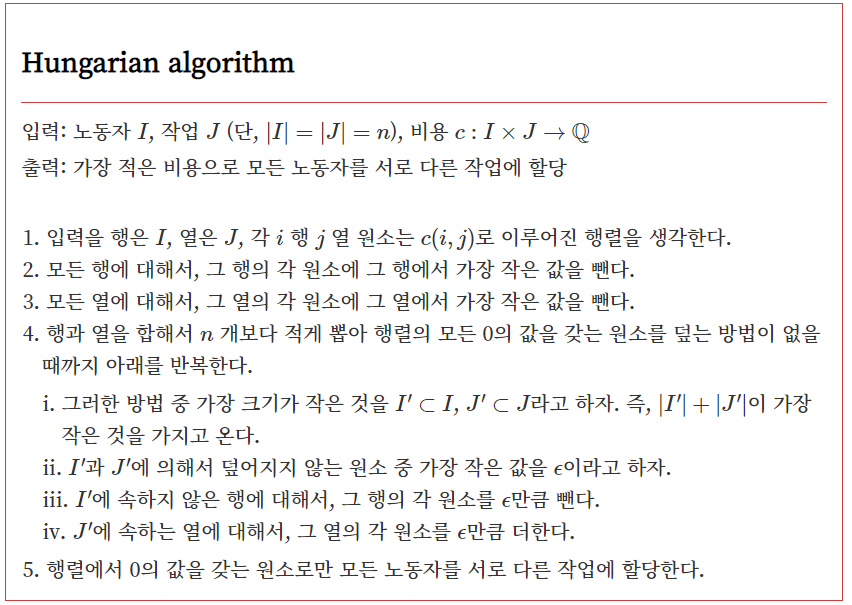 Hungarian algorithm
입력: 노동자 I, 작업 J (단, |I| = |J| = n), 비용 c : I × J → ℚ
출력: 가장 적은 비용으로 모든 노동자를 서로 다른 작업에 할당
1. 입력을 행은 I, 열은 J, 각 i 행 j 열 원소는 c(i, j)로 이루어진 행렬을 생각한다.
2. 모든 행에 대해서, 그 행의 각 원소에 그 행에서 가장 작은 값을 뺀다.
3. 모든 열에 대해서, 그 열의 각 원소에 그 열에서 가장 작은 값을 뺀다.
4. 행과 열을 합해서 n 개보다 적게 뽑아 행렬의 모든 0의 값을 갖는 원소를 덮는 방법이 없을
때까지 아래를 반복한다.
i. 그러한 방법 중 가장 크기가 작은 것을 I′ ⊂ I, J′ ⊂ J라고 하자. 즉, |I′| + |J′|이 가장
작은 것을 가지고 온다.
ii. I′과 J′에 의해서 덮어지지 않는 원소 중 가장 작은 값을 ϵ이라고 하자.
iii. I′에 속하지 않은 행에 대해서, 그 행의 각 원소를 ϵ만큼 뺀다.
iv. J′에 속하는 열에 대해서, 그 열의 각 원소를 ϵ만큼 더한다.
5. 행렬에서 0의 값을 갖는 원소로만 모든 노동자를 서로 다른 작업에 할당한다.